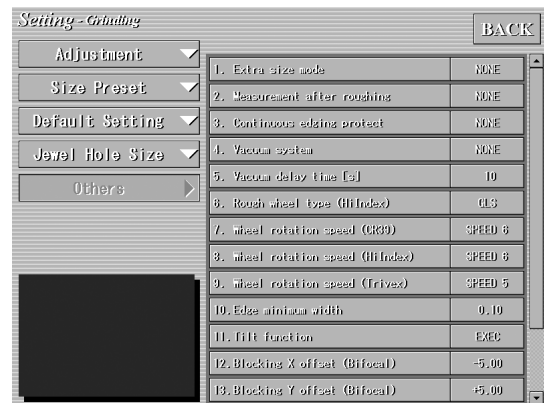 Setting - Grinding
BACK
Adjustment
Size Preset
Default Setting
Jewel Hole Size
Others
1. Extra size mode NONE
2. Measurement after roughing NONE
3. Continuous edging protect NONE
4. Vacuum system NONE
5. Vacuum delay time [s] 10
6. Rough wheel type (HiIndex) GLS
7. Wheel rotation speed (CR39) SPEED 6
8. Wheel rotation speed (HiIndex) SPEED 6
9. Wheel rotation speed (Trivex) SPEED 5
10.Edge minimum width 0.10
11.Tilt function EXEC
12.Blocking X offset (Bifocal) -5.00
13.Blocking Y offset (Bifocal) +5.00